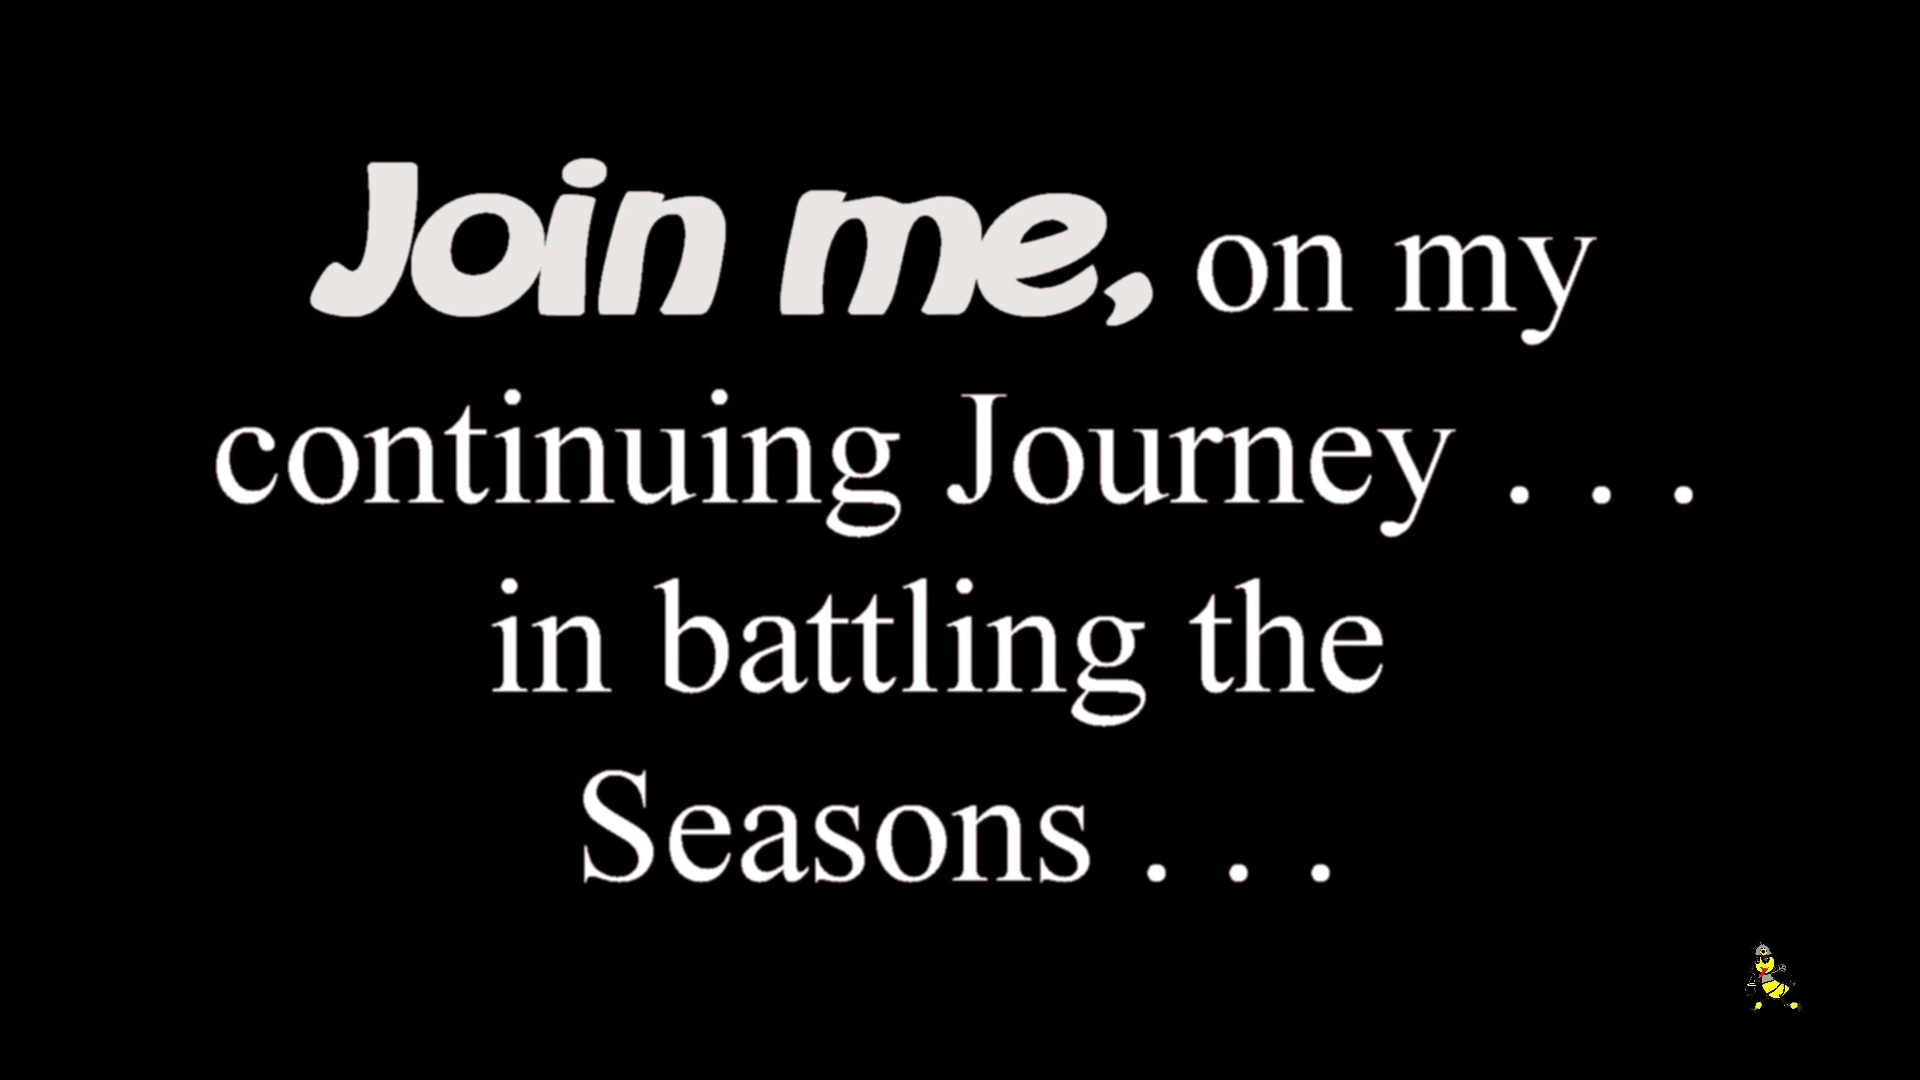 Join me, on my
continuing Journey . . .
in battling the
Seasons . . .